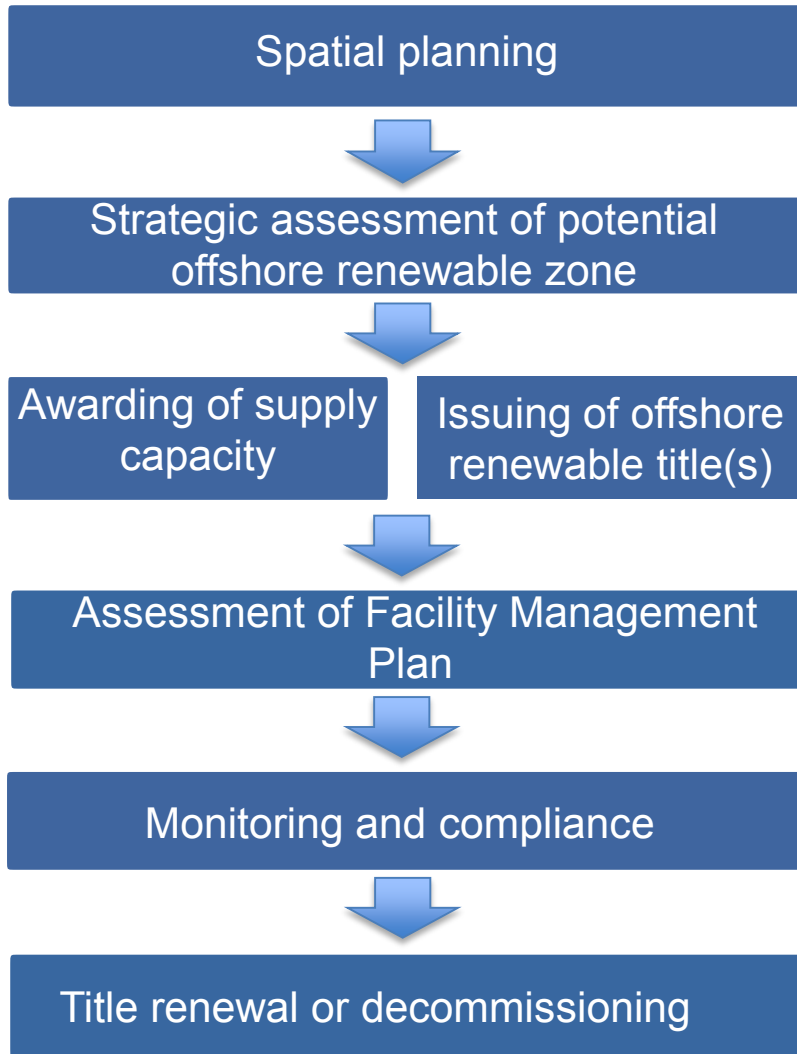 Spatial planning
Strategic assessment of potential
offshore renewable zone
Awarding of supply
capacity
Issuing of offshore
renewable title(s)
Assessment of Facility Management
Plan
Monitoring and compliance
Title renewal or decommissioning